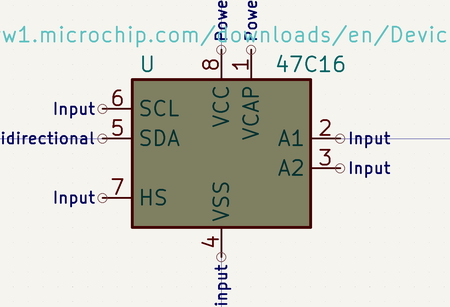 Powe
Powe
w1.microchip.com/downloads/en/Devic
U
8
1
47C16
Input
6
SCL
VCC
VCAP
idirectional
5
SDA
A1
2
Input
A2
3
Input
Input
7
HS
VSS
4
input